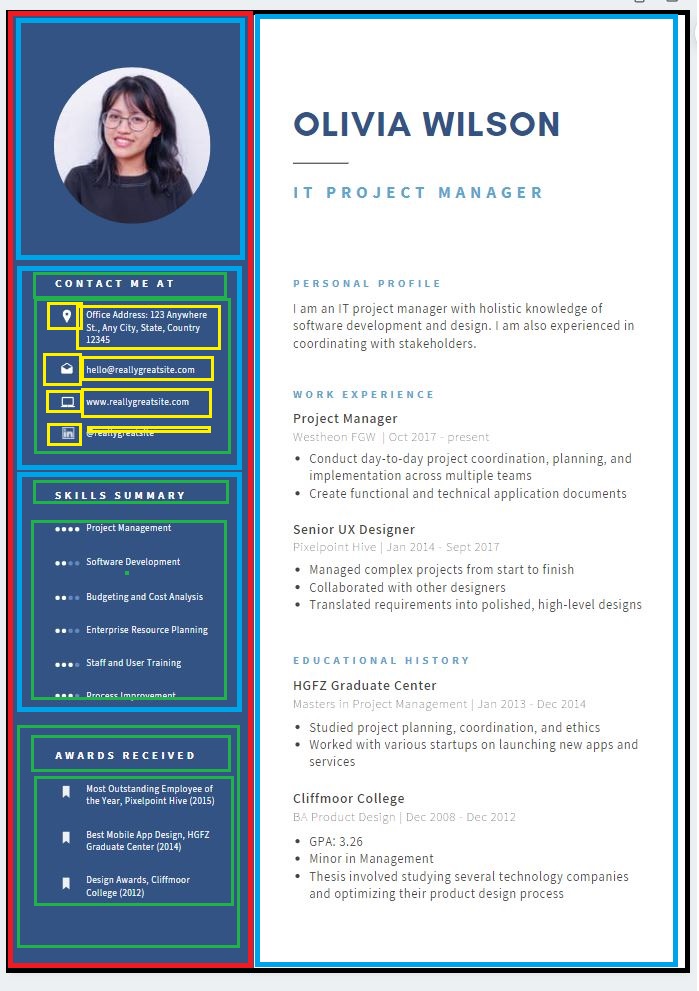 OLIVIA WILSON
IT PROJECT MANAGER
CONTACT ME AT
Office Address: 123 Anywhere
St., Any City, State, Country
12345
hello@reallygreatsite.com
www.reallygreatsite.com
@reallygreatsite
SKILLS SUMMARY
Project Management
Software Development
Budgeting and Cost Analysis
Enterprise Resource Planning
Staff and User Training
Process Improvement
AWARDS RECEIVED
Most Outstanding Employee of
the Year, Pixelpoint Hive (2015)
Best Mobile App Design, HGFZ
Graduate Center (2014)
Design Awards, Cliffmoor
College (2012)
PERSONAL PROFILE
I am an IT project manager with holistic knowledge of
software development and design. I am also experienced in
coordinating with stakeholders.
WORK EXPERIENCE
Project Manager
Westheon FGW | Oct 2017 - present
• Conduct day-to-day project coordination, planning, and
implementation across multiple teams
• Create functional and technical application documents
Senior UX Designer
Pixelpoint Hive | Jan 2014 - Sept 2017
• Managed complex projects from start to finish
• Collaborated with other designers
• Translated requirements into polished, high-level designs
EDUCATIONAL HISTORY
HGFZ Graduate Center
Masters in Project Management | Jan 2013 - Dec 2014
• Studied project planning, coordination, and ethics
• Worked with various startups on launching new apps and
services
Cliffmoor College
BA Product Design | Dec 2008 - Dec 2012
• GPA: 3.26
• Minor in Management
• Thesis involved studying several technology companies
and optimizing their product design process